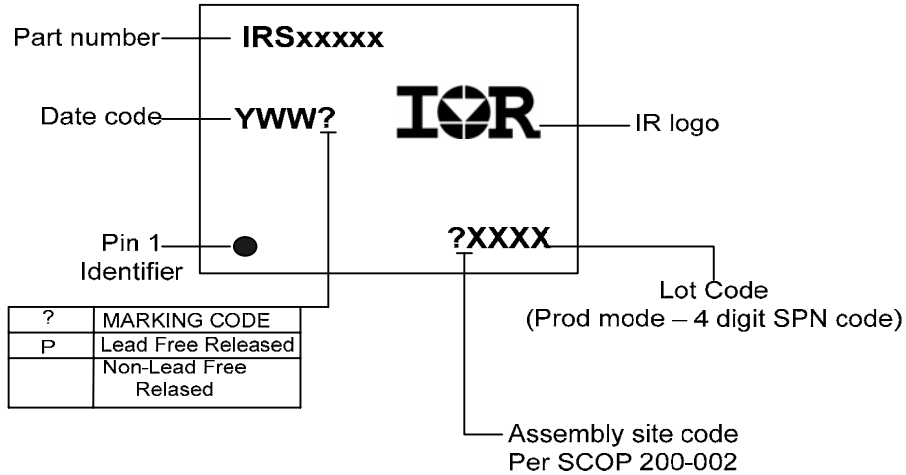 Part number
IRSxxxxx
Date code
YWW?
IOR
IR logo
Pin 1
Identifier
?XXXX
Lot Code
(Prod mode – 4 digit SPN code)
? MARKING CODE
P Lead Free Released
Non-Lead Free
Relased
Assembly site code
Per SCOP 200-002